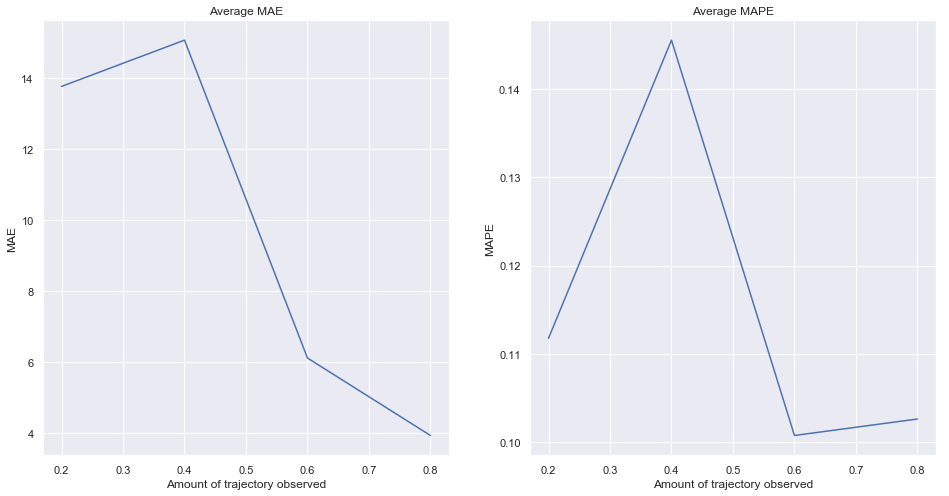 Average MAE
14
12
10
8
6
4
MAE
0.2 0.3 0.4 0.5 0.6 0.7 0.8
Amount of trajectory observed
Average MAPE
0.14
0.13
0.12
0.11
0.10
MAPE
0.2 0.3 0.4 0.5 0.6 0.7 0.8
Amount of trajectory observed